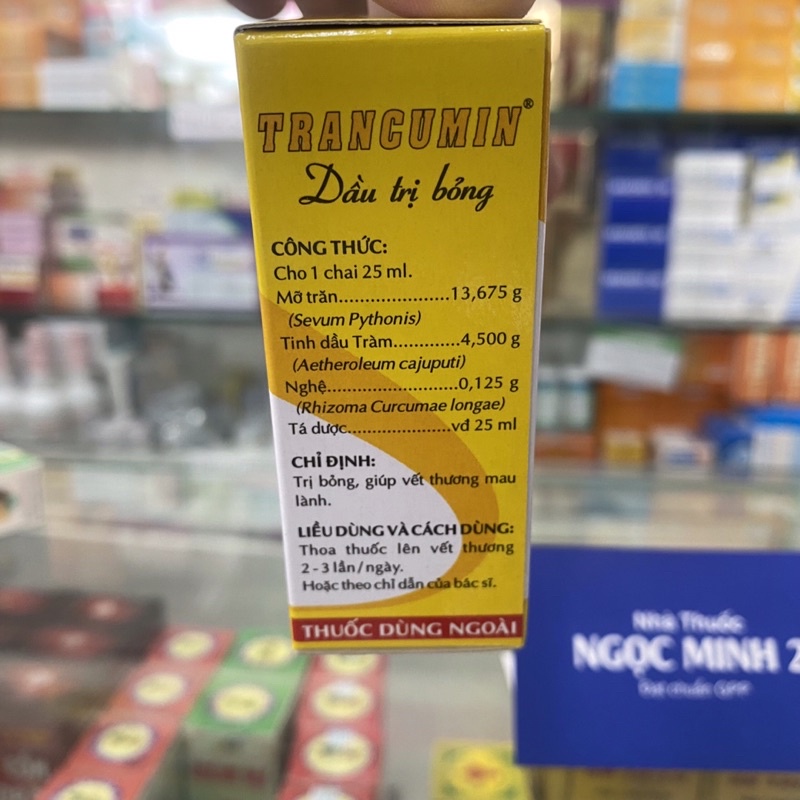 TRANCUMIN®
Dầu trị bỏng
CÔNG THỨC:
Cho 1 chai 25 ml.
Mỡ trăn.....................13,675 g
(Sevum Pythonis)
Tinh dầu Tràm.............4,500 g
(Aetheroleum cajuputi)
Nghệ.........................0,125 g
(Rhizoma Curcumae longae)
Tá dược.....................vđ 25 ml
CHỈ ĐỊNH:
Trị bỏng, giúp vết thương mau
lành.
LIỀU DÙNG VÀ CÁCH DÙNG:
Thoa thuốc lên vết thương
2 - 3 lần/ngày.
Hoặc theo chỉ dẫn của bác sĩ.
THUỐC DÙNG NGOÀI
Nhà Thuốc
NGỌC MINH 2
Đạt chuẩn GPP